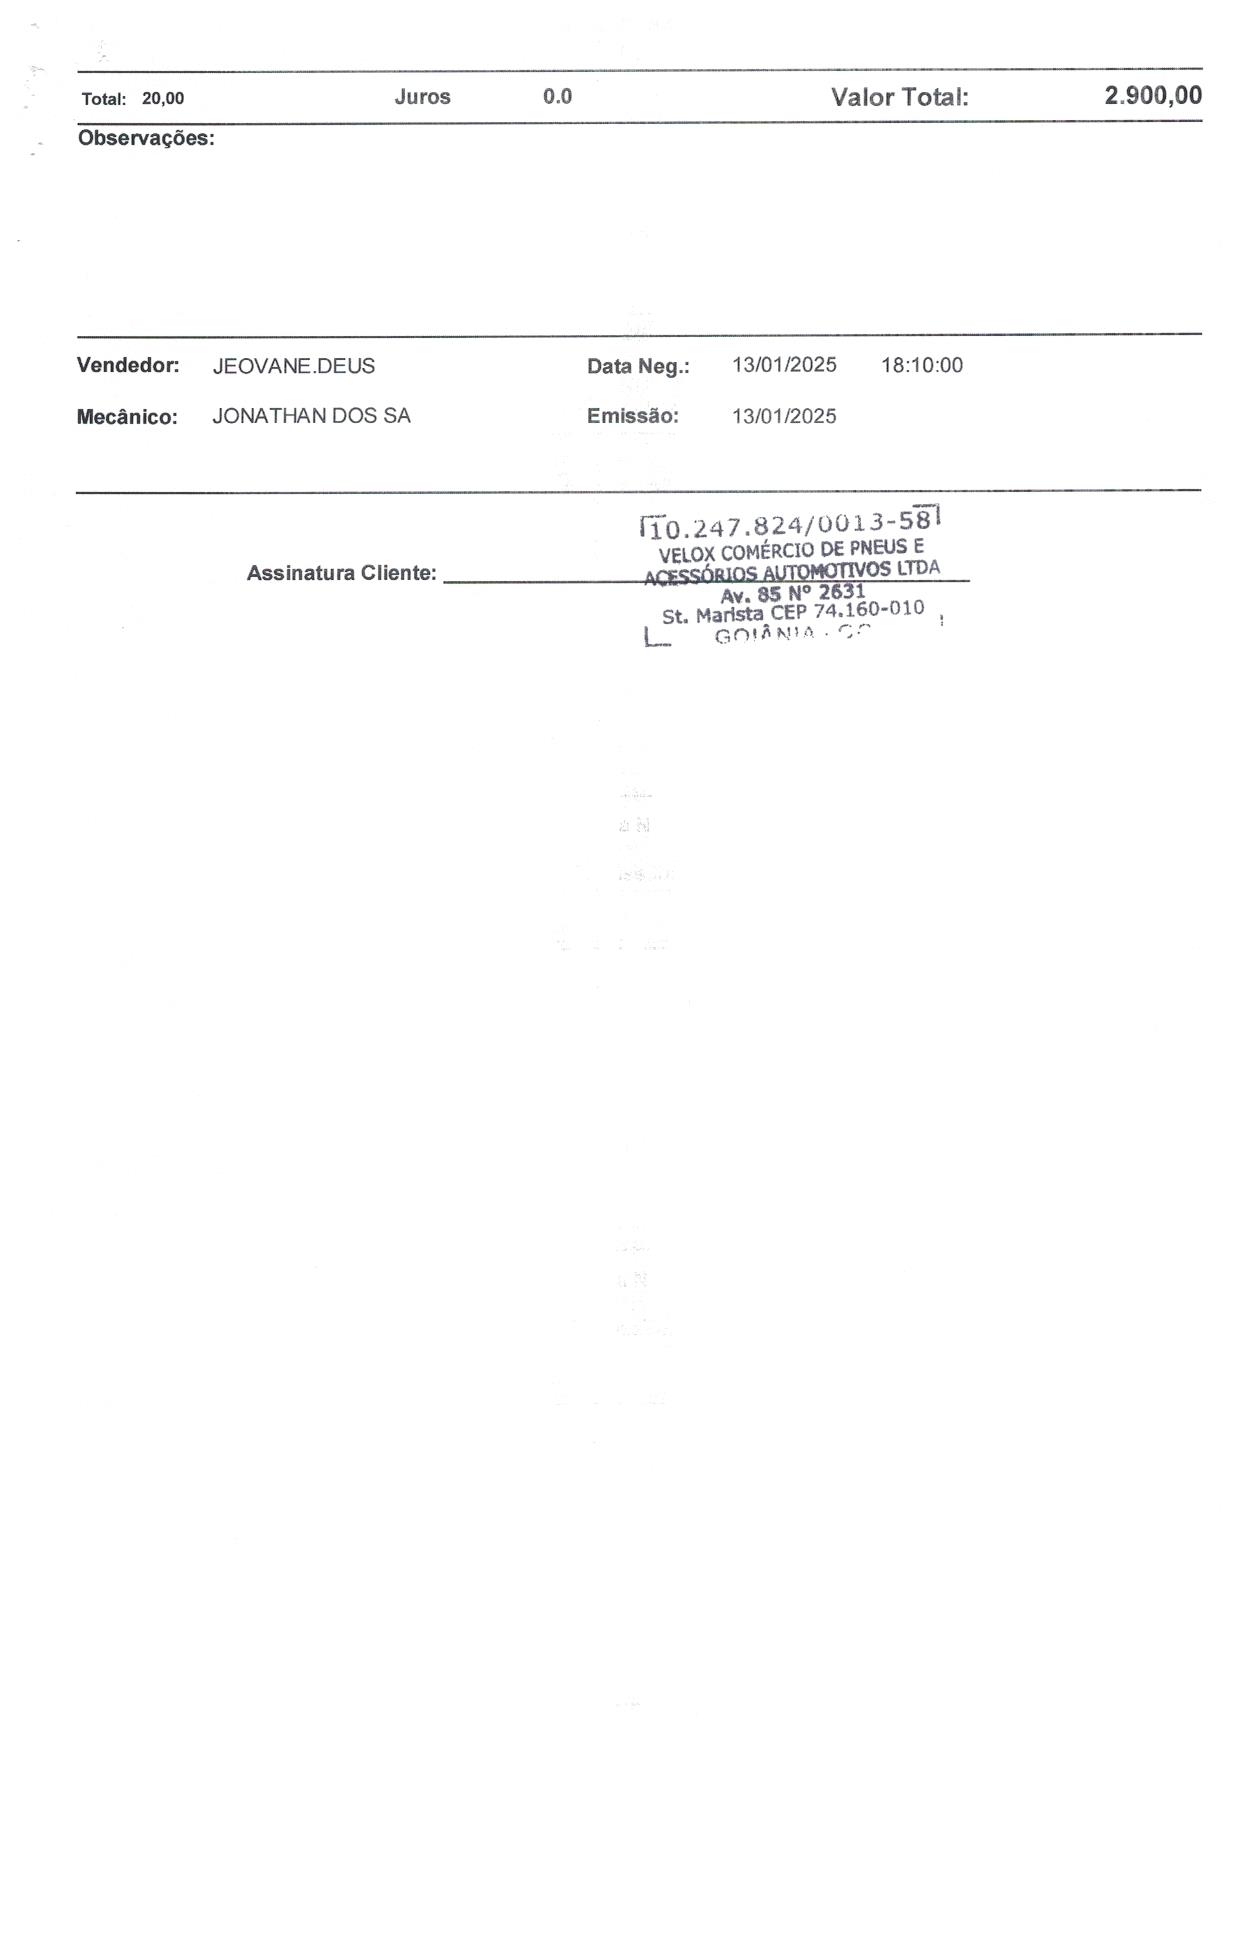 Total: 20,00 Juros 0.0 Valor Total: 2.900,00
Observações:
Vendedor: JEOVANE.DEUS Data Neg.: 13/01/2025 18:10:00
Mecânico: JONATHAN DOS SA Emissão: 13/01/2025
10.247.824/0013-58
VELOX COMÉRCIO DE PNEUS E
Assinatura Cliente: ACESSÓRIOS AUTOMOTIVOS LTDA
Av. 85 Nº 2631
St. Marista CEP 74.160-010
GOIÂNIA